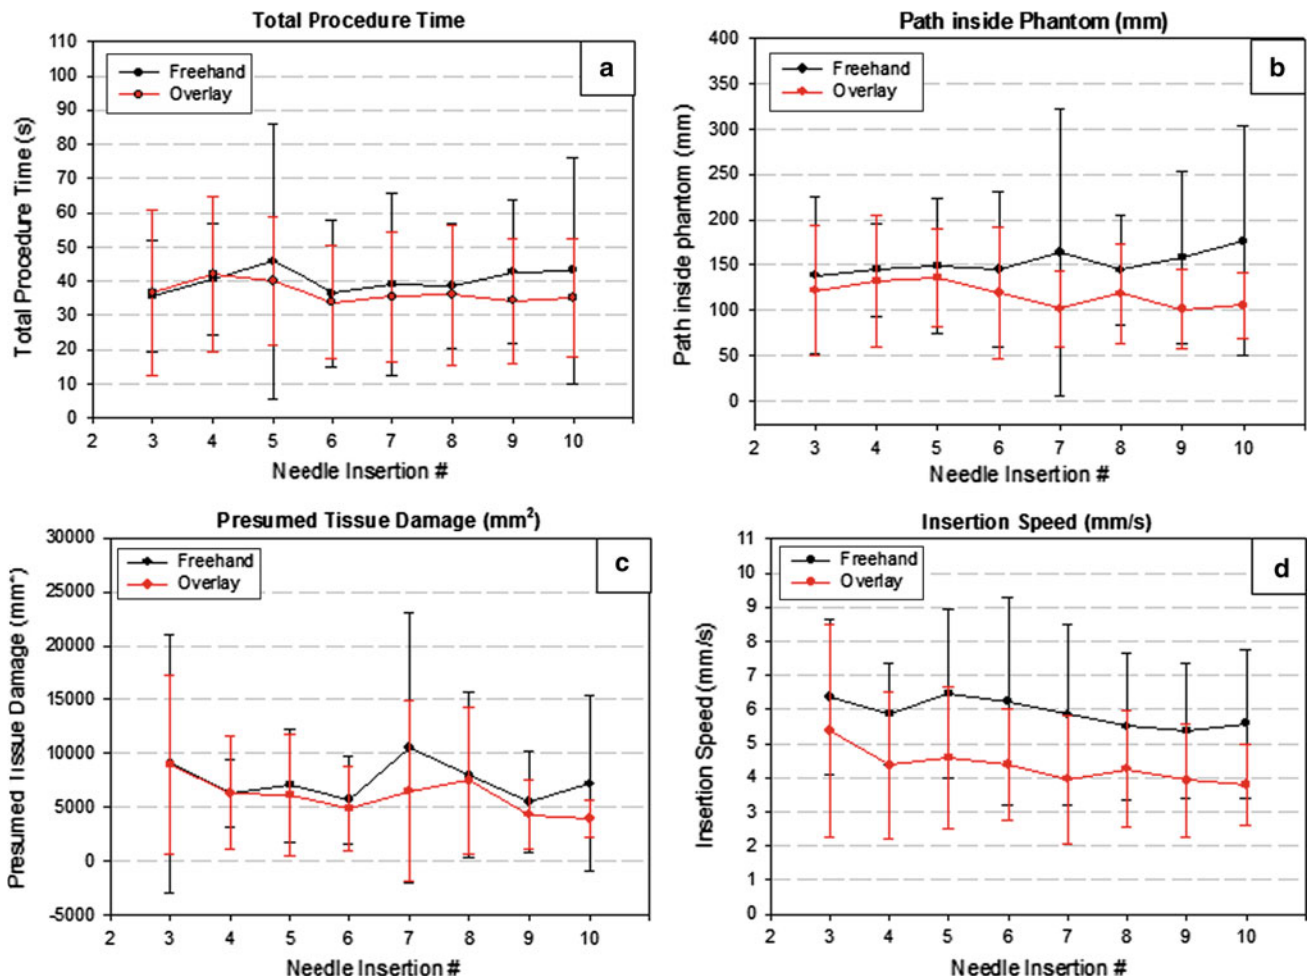 Total Procedure Time
110
100
90
80
70
60
50
40
30
20
10
0
Total Procedure Time (s)
Freehand
Overlay
a
2 3 4 5 6 7 8 9 10
Needle Insertion #
Path inside Phantom (mm)
400
350
300
250
200
150
100
50
0
Path inside phantom (mm)
Freehand
Overlay
b
2 3 4 5 6 7 8 9 10
Needle Insertion #
Presumed Tissue Damage (mm²)
30000
25000
20000
15000
10000
5000
0
-5000
Presumed Tissue Damage (mm²)
Freehand
Overlay
c
2 3 4 5 6 7 8 9 10
Needle Insertion #
Insertion Speed (mm/s)
11
10
9
8
7
6
5
4
3
2
1
0
Insertion Speed (mm/s)
Freehand
Overlay
d
2 3 4 5 6 7 8 9 10
Needle Insertion #